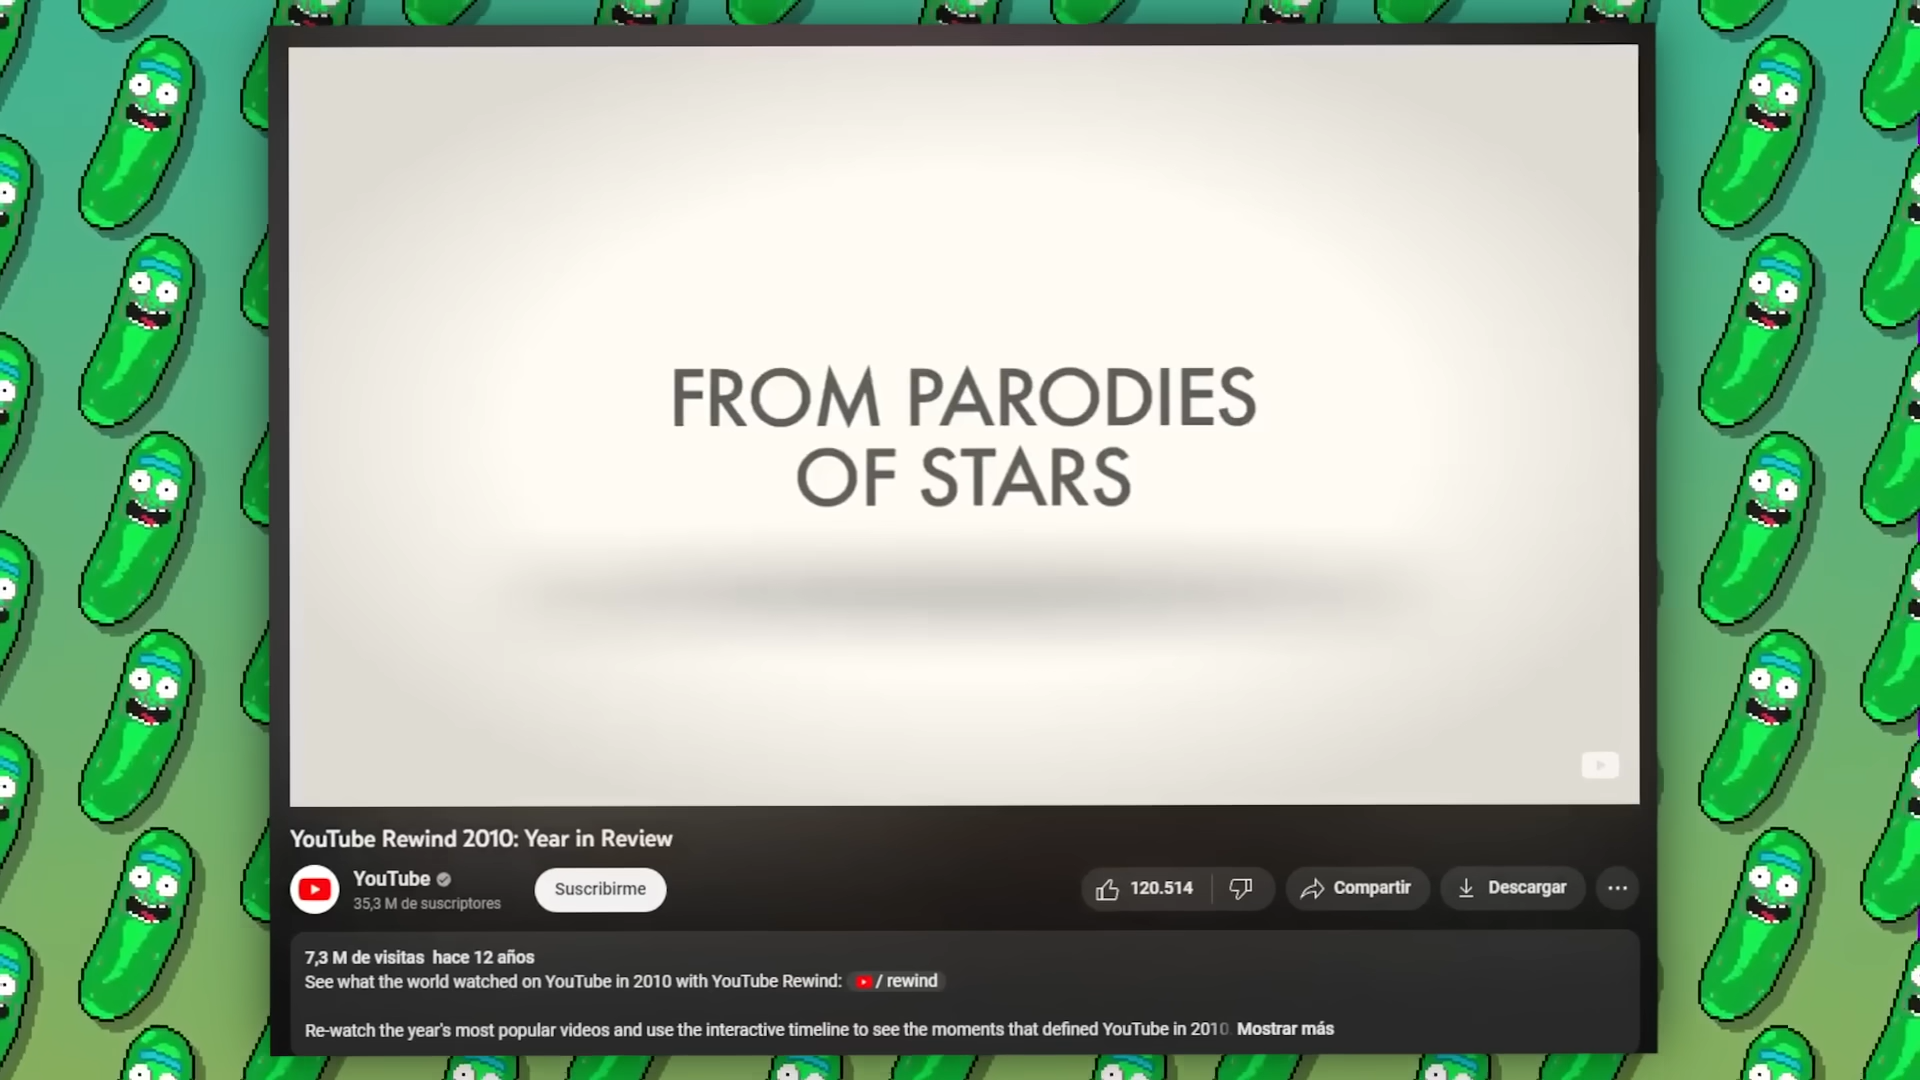 FROM PARODIES
OF STARS
YouTube Rewind 2010: Year in Review
YouTube
35,3 M de suscriptores
Suscribirme
120.514
Compartir
Descargar
7,3 M de visitas hace 12 años
See what the world watched on YouTube in 2010 with YouTube Rewind: / rewind
Re-watch the year's most popular videos and use the interactive timeline to see the moments that defined YouTube in 2010 Mostrar más